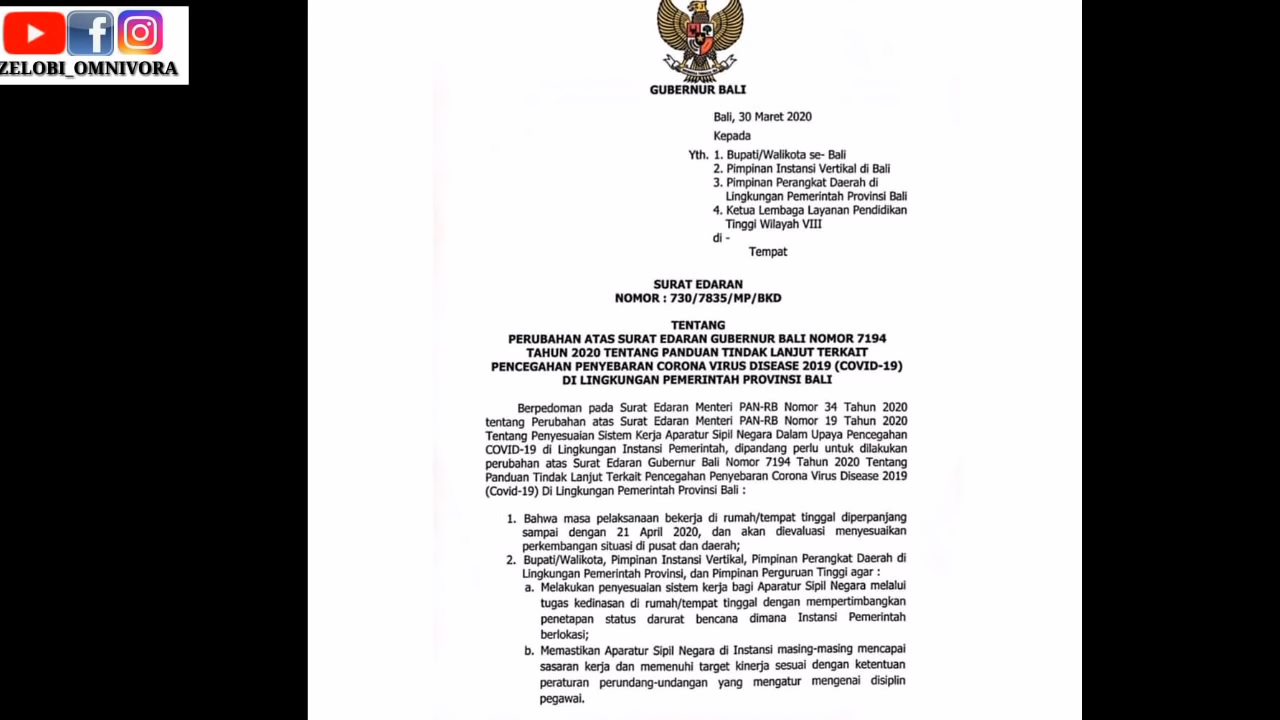 ZELOBI_OMNIVORA
GUBERNUR BALI
Bali, 30 Maret 2020
Kepada
Yth. 1. Bupati/Walikota se- Bali
2. Pimpinan Instansi Vertikal di Bali
3. Pimpinan Perangkat Daerah di
Lingkungan Pemerintah Provinsi Bali
4. Ketua Lembaga Layanan Pendidikan
Tinggi Wilayah VIII
di -
Tempat
SURAT EDARAN
NOMOR : 730/7835/MP/BKD
TENTANG
PERUBAHAN ATAS SURAT EDARAN GUBERNUR BALI NOMOR 7194
TAHUN 2020 TENTANG PANDUAN TINDAK LANJUT TERKAIT
PENCEGAHAN PENYEBARAN CORONA VIRUS DISEASE 2019 (COVID-19)
DI LINGKUNGAN PEMERINTAH PROVINSI BALI
Berpedoman pada Surat Edaran Menteri PAN-RB Nomor 34 Tahun 2020
tentang Perubahan atas Surat Edaran Menteri PAN-RB Nomor 19 Tahun 2020
Tentang Penyesuaian Sistem Kerja Aparatur Sipil Negara Dalam Upaya Pencegahan
COVID-19 di Lingkungan Instansi Pemerintah, dipandang perlu untuk dilakukan
perubahan atas Surat Edaran Gubernur Bali Nomor 7194 Tahun 2020 Tentang
Panduan Tindak Lanjut Terkait Pencegahan Penyebaran Corona Virus Disease 2019
(Covid-19) Di Lingkungan Pemerintah Provinsi Bali :
1. Bahwa masa pelaksanaan bekerja di rumah/tempat tinggal diperpanjang
sampai dengan 21 April 2020, dan akan dievaluasi menyesuaikan
perkembangan situasi di pusat dan daerah;
2. Bupati/Walikota, Pimpinan Instansi Vertikal, Pimpinan Perangkat Daerah di
Lingkungan Pemerintah Provinsi, dan Pimpinan Perguruan Tinggi agar :
a. Melakukan penyesuaian sistem kerja bagi Aparatur Sipil Negara melalui
tugas kedinasan di rumah/tempat tinggal dengan mempertimbangkan
penetapan status darurat bencana dimana Instansi Pemerintah
berlokasi;
b. Memastikan Aparatur Sipil Negara di Instansi masing-masing mencapai
sasaran kerja dan memenuhi target kinerja sesuai dengan ketentuan
peraturan perundang-undangan yang mengatur mengenai disiplin
pegawai.